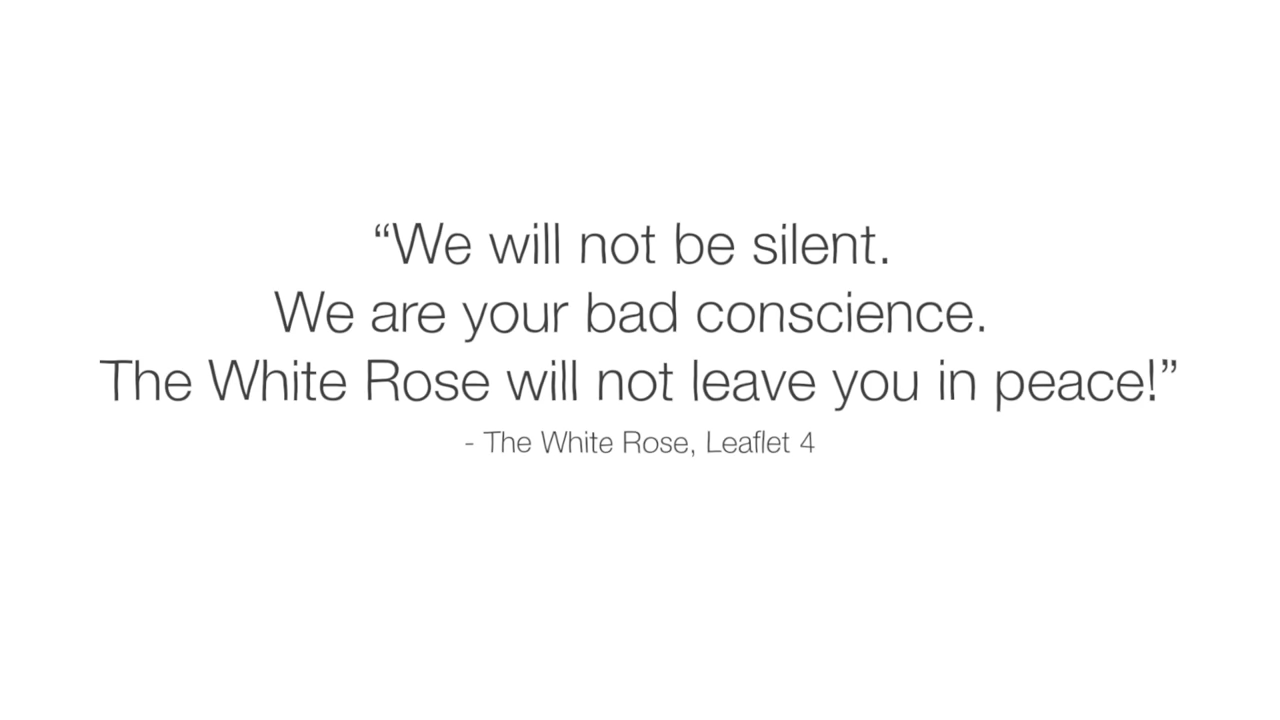 “We will not be silent.
We are your bad conscience.
The White Rose will not leave you in peace!”
- The White Rose, Leaflet 4